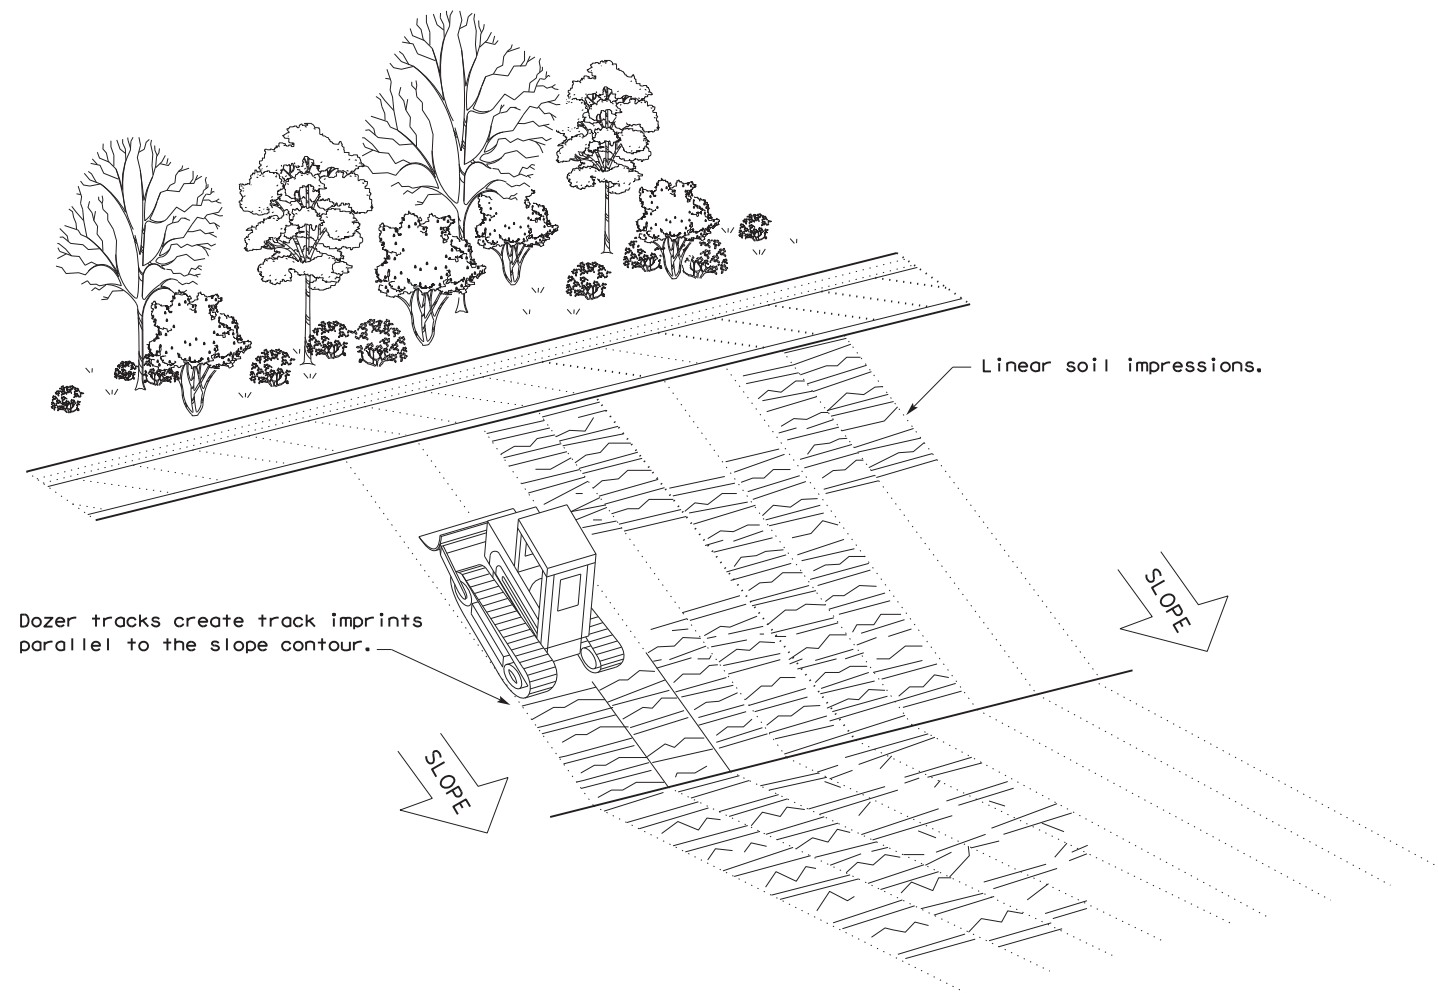 Linear soil impressions.
SLOPE
Dozer tracks create track imprints
parallel to the slope contour.
SLOPE